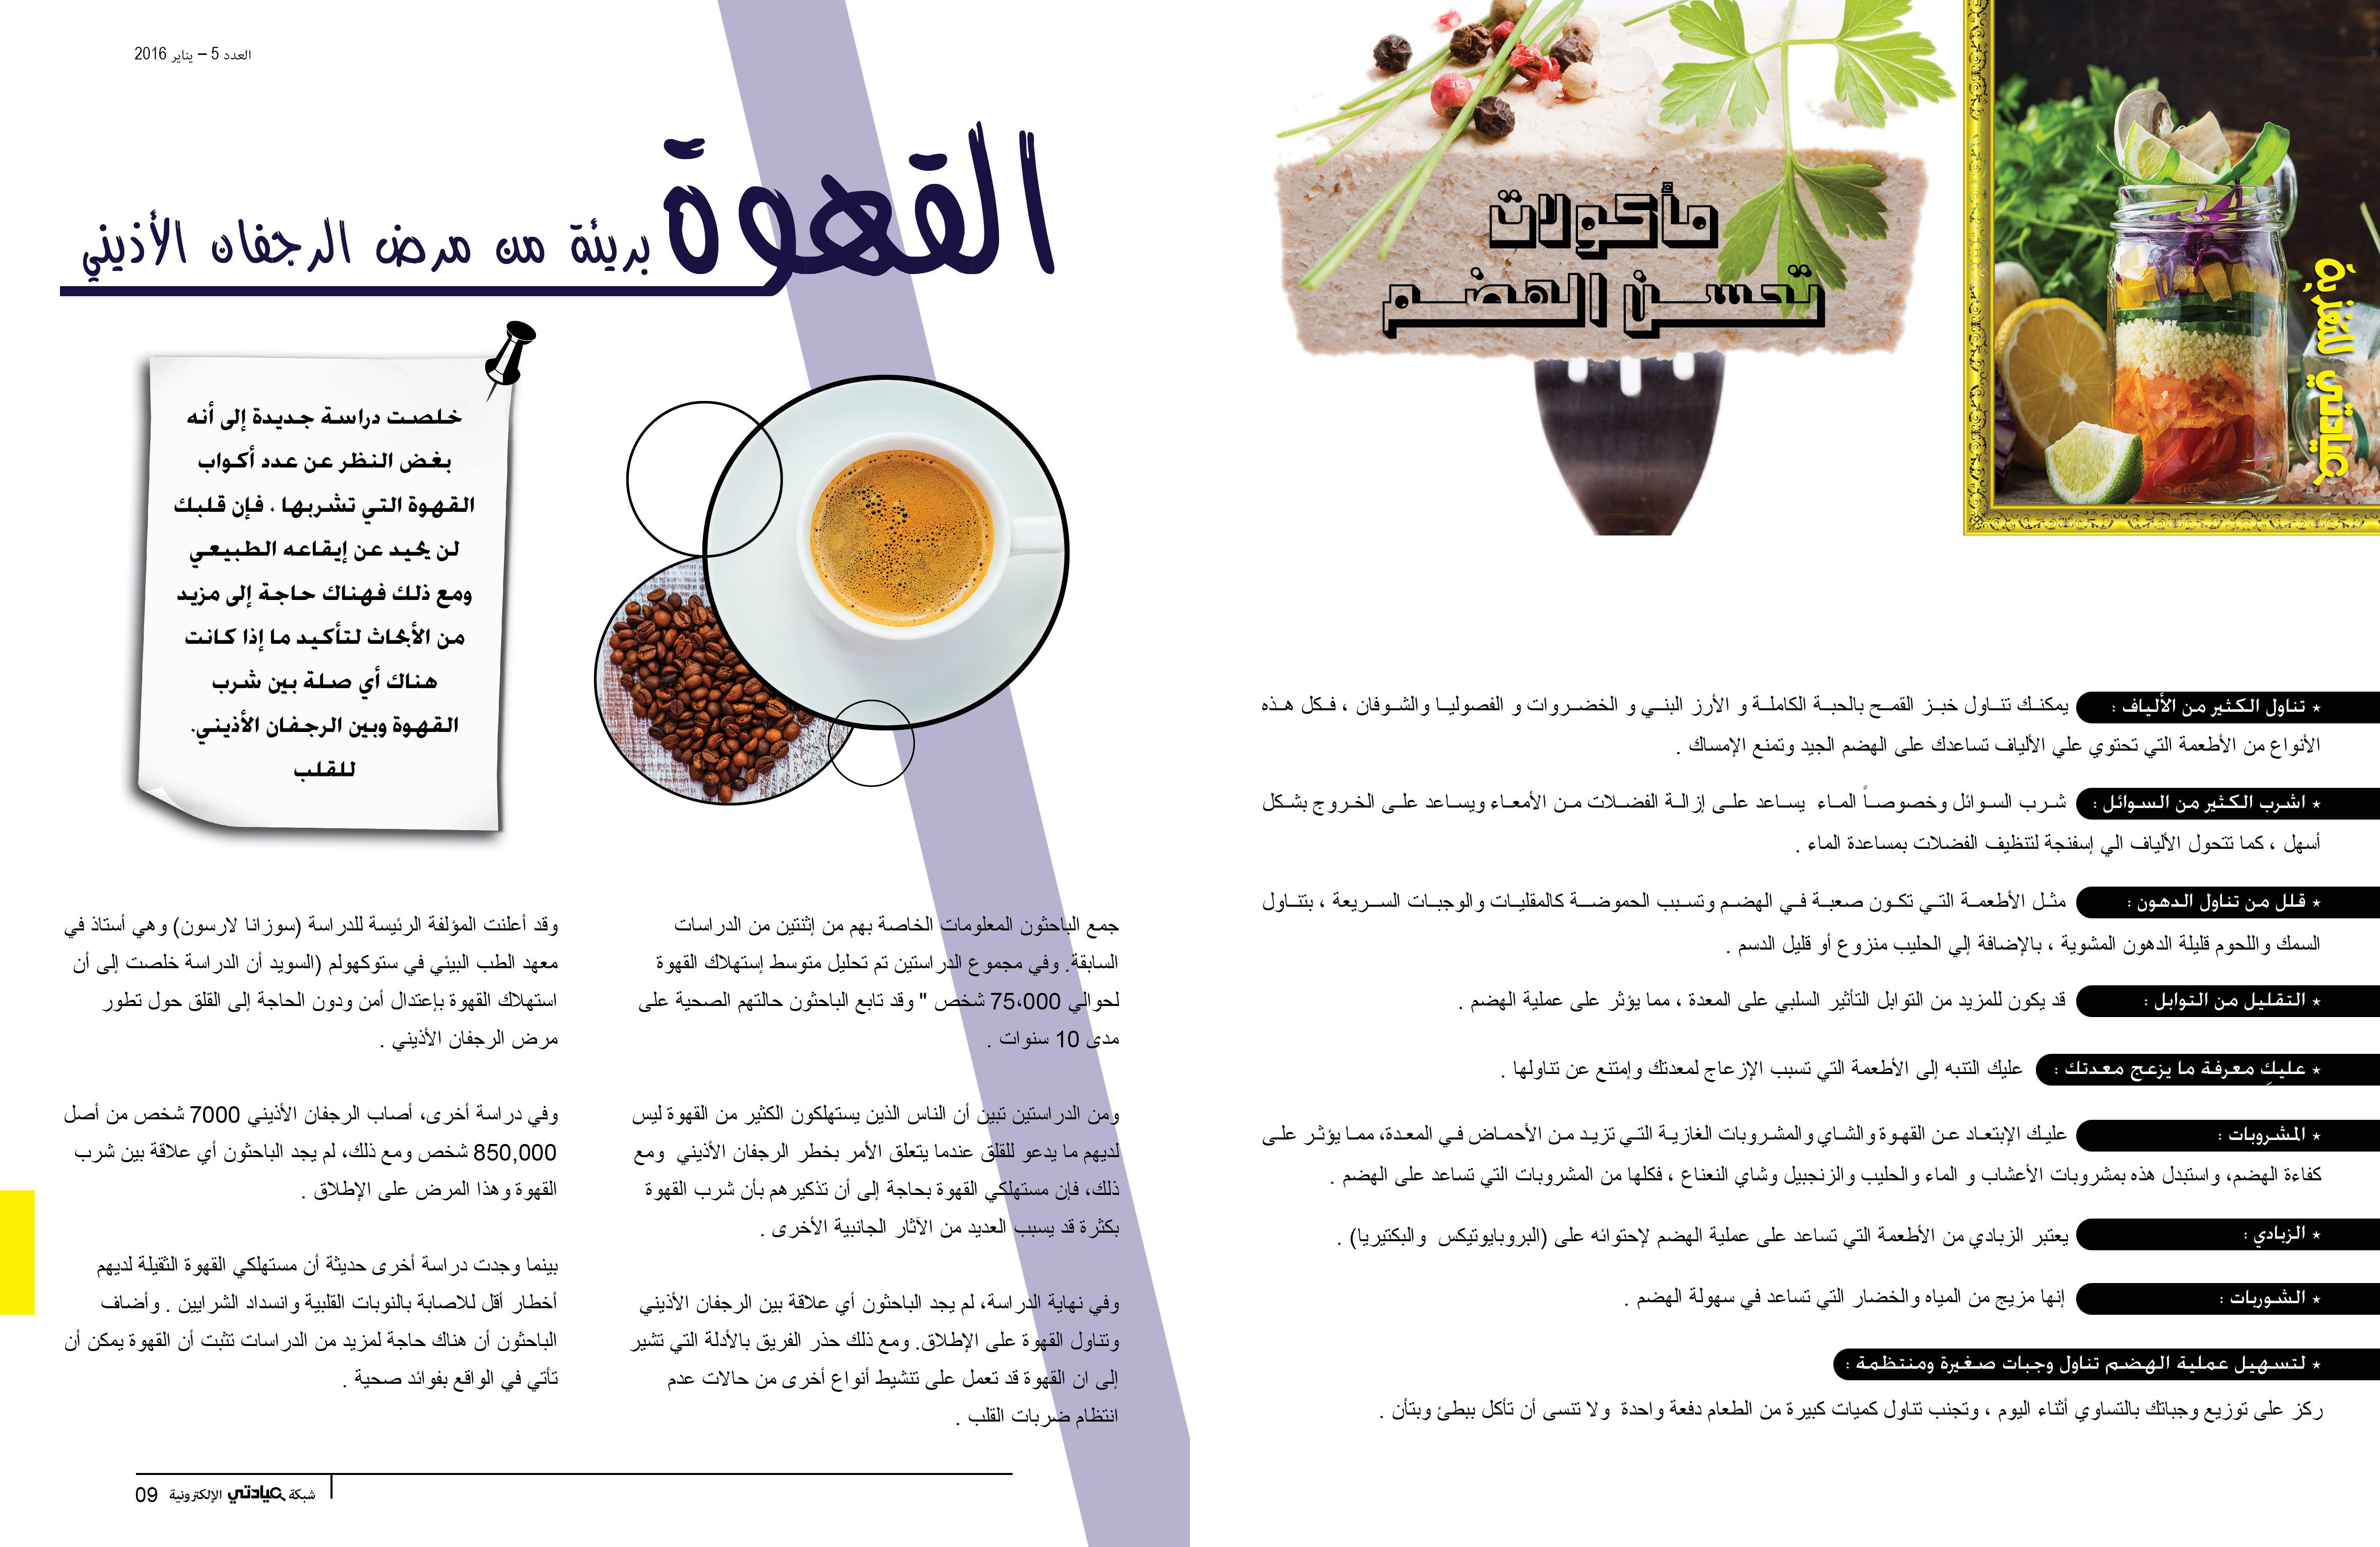 عيادتي للتغذية
مأكولات
تحسن الهضم
* تناول الكثير من الألياف : يمكنك تناول خبز القمح بالحبة الكاملة و الأرز البني و الخضروات و الفصوليا والشوفان ، فكل هذه
الأنواع من الأطعمة التي تحتوي علي الألياف تساعدك على الهضم الجيد وتمنع الإمساك .
* اشرب الكثير من السوائل : شرب السوائل وخصوصاً الماء يساعد على إزالة الفضلات من الأمعاء ويساعد على الخروج بشكل
أسهل ، كما تتحول الألياف الي إسفنجة لتنظيف الفضلات بمساعدة الماء .
* قلل من تناول الدهون : مثل الأطعمة التي تكون صعبة في الهضم وتسبب الحموضة كالمقليات والوجبات السريعة ، بتناول
السمك واللحوم قليلة الدهون المشوية ، بالإضافة إلي الحليب منزوع أو قليل الدسم .
* التقليل من التوابل : قد يكون للمزيد من التوابل التأثير السلبي على المعدة ، مما يؤثر على عملية الهضم .
* عليكِ معرفة ما يزعج معدتك : عليك التنبه إلى الأطعمة التي تسبب الإزعاج لمعدتك وإمتنع عن تناولها .
* المشروبات : عليك الإبتعاد عن القهوة والشاي والمشروبات الغازية التي تزيد من الأحماض في المعدة، مما يؤثر على
كفاءة الهضم، واستبدل هذه بمشروبات الأعشاب و الماء والحليب والزنجبيل وشاي النعناع ، فكلها من المشروبات التي تساعد على الهضم .
* الزبادي : يعتبر الزبادي من الأطعمة التي تساعد على عملية الهضم لإحتوائه على (البروبايوتيكس والبكتيريا) .
* الشوربات : إنها مزيج من المياه والخضار التي تساعد في سهولة الهضم .
* لتسهيل عملية الهضم تناول وجبات صغيرة ومنتظمة :
ركز على توزيع وجباتك بالتساوي أثناء اليوم ، وتجنب تناول كميات كبيرة من الطعام دفعة واحدة ولا تنسى أن تأكل ببطئ وبتأن .
العدد 5 – يناير 2016
القهوة بريئة من مرض الرجفان الأذيني
خلصت دراسة جديدة إلى أنه
بغض النظر عن عدد أكواب
القهوة التي تشربها ، فإن قلبك
لن يحيد عن إيقاعه الطبيعي
ومع ذلك فهناك حاجة إلى مزيد
من الأبحاث لتأكيد ما إذا كانت
هناك أي صلة بين شرب
القهوة وبين الرجفان الأذيني.
للقلب
جمع الباحثون المعلومات الخاصة بهم من إثنتين من الدراسات
السابقة. وفي مجموع الدراستين تم تحليل متوسط إستهلاك القهوة
لحوالي 75،000 شخص " وقد تابع الباحثون حالتهم الصحية على
مدى 10 سنوات .
ومن الدراستين تبين أن الناس الذين يستهلكون الكثير من القهوة ليس
لديهم ما يدعو للقلق عندما يتعلق الأمر بخطر الرجفان الأذيني ومع
ذلك، فإن مستهلكي القهوة بحاجة إلى أن تذكيرهم بأن شرب القهوة
بكثرة قد يسبب العديد من الآثار الجانبية الأخرى .
وفي نهاية الدراسة، لم يجد الباحثون أي علاقة بين الرجفان الأذيني
وتناول القهوة على الإطلاق. ومع ذلك حذر الفريق بالأدلة التي تشير
إلى ان القهوة قد تعمل على تنشيط أنواع أخرى من حالات عدم
انتظام ضربات القلب .
وقد أعلنت المؤلفة الرئيسة للدراسة (سوزانا لارسون) وهي أستاذ في
معهد الطب البيئي في ستوكهولم (السويد أن الدراسة خلصت إلى أن
استهلاك القهوة بإعتدال أمن ودون الحاجة إلى القلق حول تطور
مرض الرجفان الأذيني .
وفي دراسة أخرى، أصاب الرجفان الأذيني 7000 شخص من أصل
850,000 شخص ومع ذلك، لم يجد الباحثون أي علاقة بين شرب
القهوة وهذا المرض على الإطلاق .
بينما وجدت دراسة أخرى حديثة أن مستهلكي القهوة الثقيلة لديهم
أخطار أقل للاصابة بالنوبات القلبية وانسداد الشرايين . وأضاف
الباحثون أن هناك حاجة لمزيد من الدراسات تثبت أن القهوة يمكن أن
تأتي في الواقع بفوائد صحية .
شبكة عيادتي الإلكترونية 09